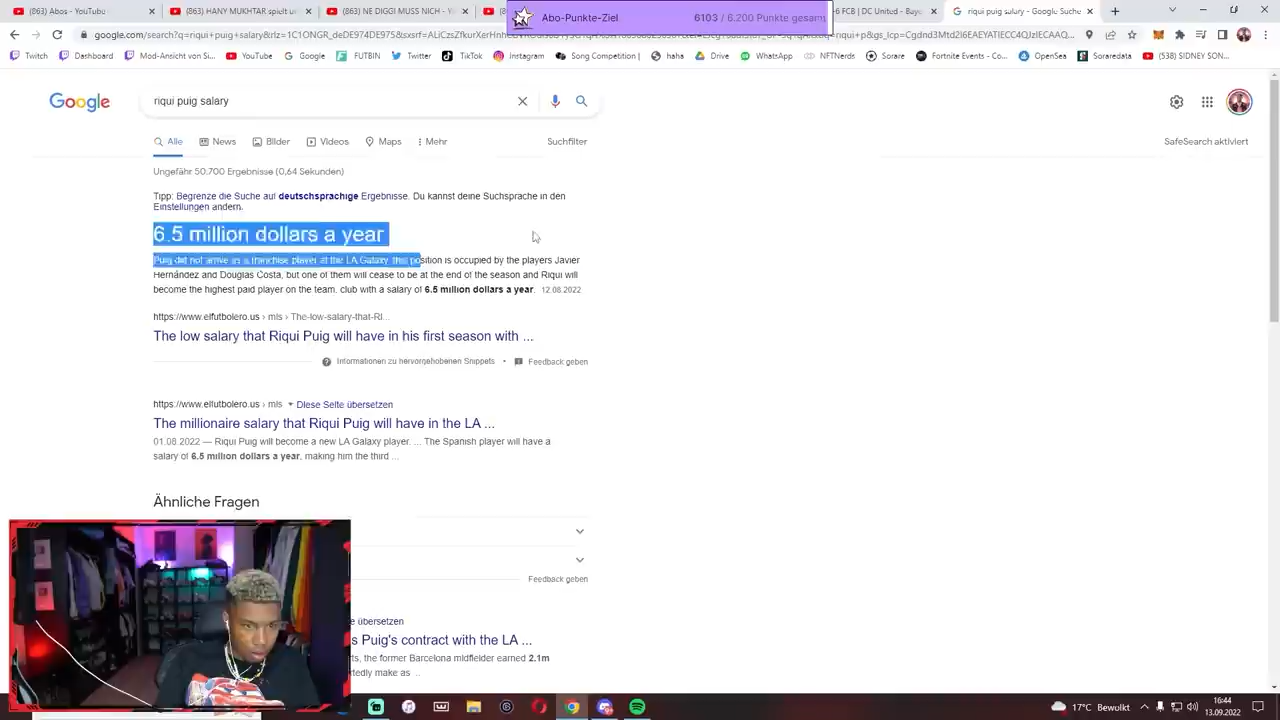 (863) Abos - YouTube
(863) HANY MUKHTAR spielt u
(863) NE DIGGI MUSS NICH - W
6 FCB | DC United - Baye
riqui puig salary - Google Suche
Abo-Punkte-Ziel 6103 / 6.200 Punkte gesamt
Twitch Dashboard Mod-Ansicht von Si... YouTube Google FUTBIN Twitter TikTok Instagram Song Competition | haha Drive WhatsApp NFTNerds Sorare Fortnite Events - Co... OpenSea Soraredata (538) SIDNEY SON...
Google
riqui puig salary
Alle News Bilder Videos Maps Mehr Suchfilter SafeSearch aktiviert
Ungefähr 50.700 Ergebnisse (0,64 Sekunden)
Tipp: Begrenze die Suche auf deutschsprachige Ergebnisse. Du kannst deine Suchsprache in den
Einstellungen ändern.
6.5 million dollars a year
Puig did not arrive as a franchise player at the LA Galaxy, that position is occupied by the players Javier
Hernández and Douglas Costa, but one of them will cease to be at the end of the season and Riqui will
become the highest paid player on the team. club with a salary of 6.5 million dollars a year. 12.08.2022
https://www.elfutbolero.us › mls › The-low-salary-that-Ri...
The low salary that Riqui Puig will have in his first season with ...
Informationen zu hervorgehobenen Snippets • Feedback geben
https://www.elfutbolero.us › mls Diese Seite übersetzen
The millionaire salary that Riqui Puig will have in the LA ...
01.08.2022 — Riqui Puig will become a new LA Galaxy player. ... The Spanish player will have a
salary of 6.5 million dollars a year, making him the third ...
Ähnliche Fragen
Feedback geben
e übersetzen
s Puig's contract with the LA ...
ts, the former Barcelona midfielder earned 2.1m
tedly make as ..
17°C Bewölkt
16:44
13.09.2022